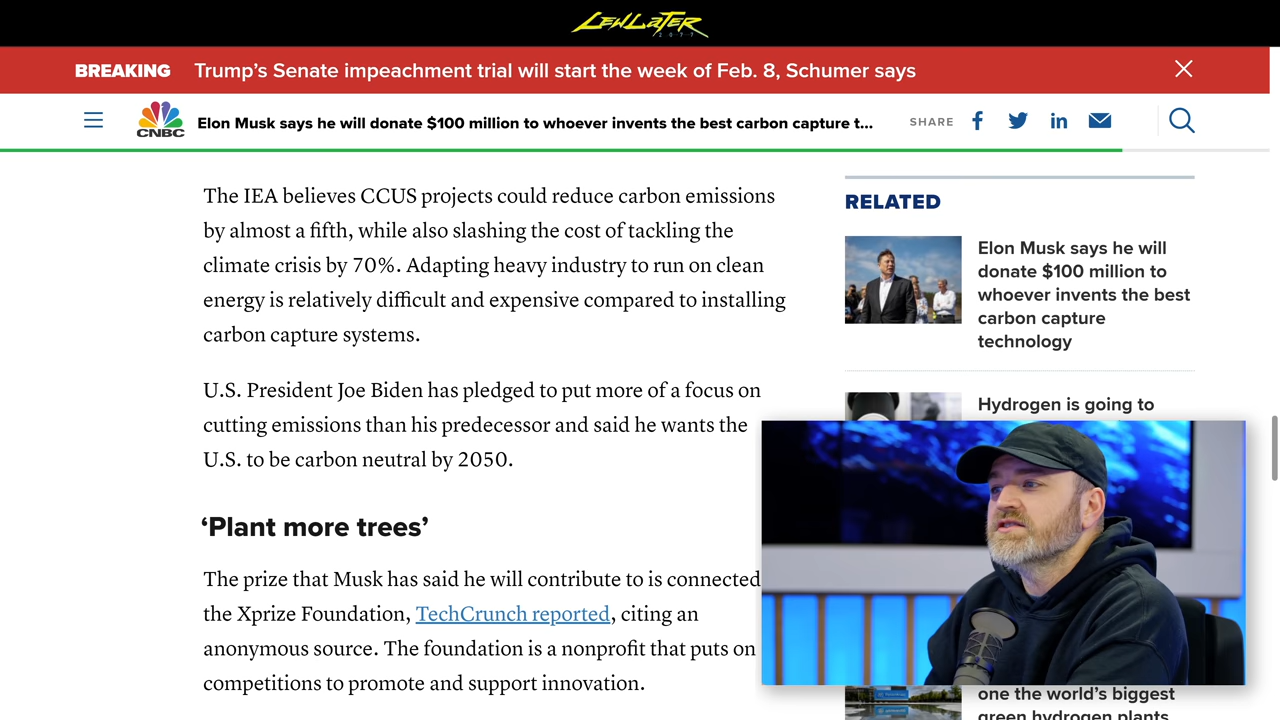 LEWLATER
2077
BREAKING Trump’s Senate impeachment trial will start the week of Feb. 8, Schumer says
CNBC
Elon Musk says he will donate $100 million to whoever invents the best carbon capture t...
SHARE
The IEA believes CCUS projects could reduce carbon emissions
by almost a fifth, while also slashing the cost of tackling the
climate crisis by 70%. Adapting heavy industry to run on clean
energy is relatively difficult and expensive compared to installing
carbon capture systems.
U.S. President Joe Biden has pledged to put more of a focus on
cutting emissions than his predecessor and said he wants the
U.S. to be carbon neutral by 2050.
‘Plant more trees’
The prize that Musk has said he will contribute to is connected
the Xprize Foundation, TechCrunch reported, citing an
anonymous source. The foundation is a nonprofit that puts on
competitions to promote and support innovation.
RELATED
Elon Musk says he will
donate $100 million to
whoever invents the best
carbon capture
technology
Hydrogen is going to
one the world’s biggest
green hydrogen plants